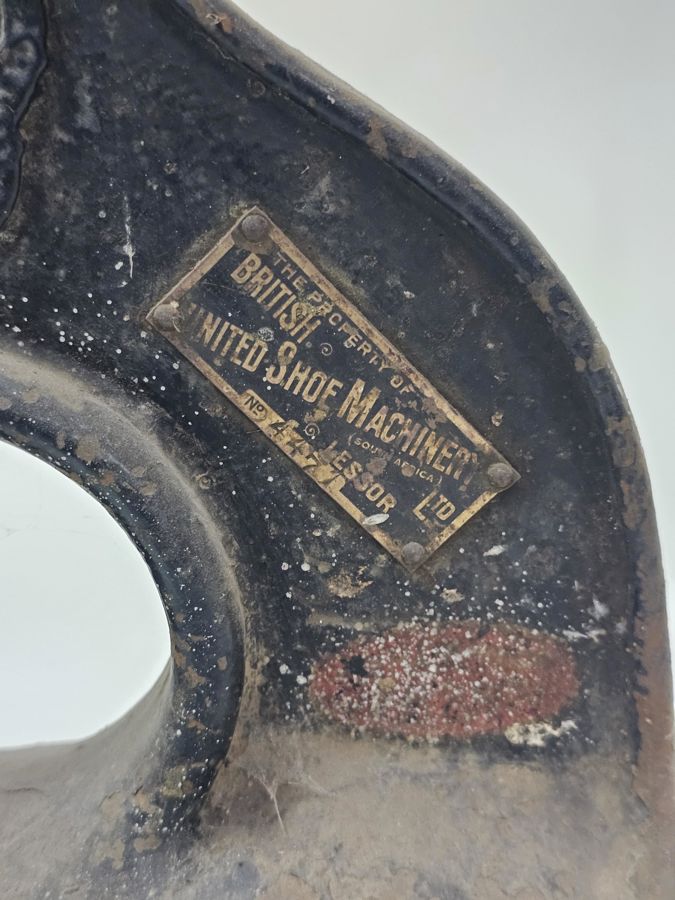 THE PROPERTY OF
BRITISH
UNITED SHOE MACHINERY
(SOUTH AFRICA) LTD
LESSOR
No